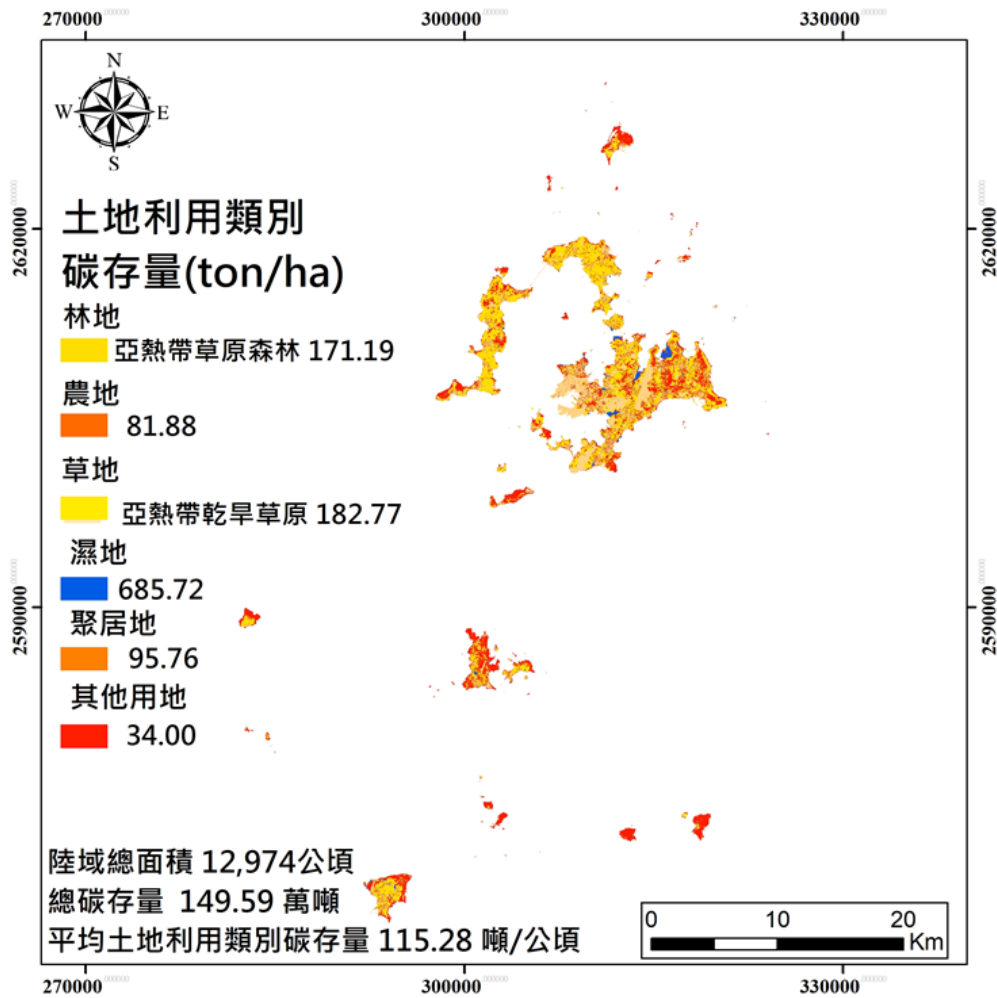 270000
300000
330000
N
W
E
S
2620000
2620000
土地利用類別
碳存量(ton/ha)
林地
亞熱帶草原森林 171.19
農地
81.88
草地
亞熱帶乾旱草原 182.77
濕地
685.72
聚居地
95.76
其他用地
34.00
2590000
2590000
陸域總面積 12,974公頃
總碳存量 149.59 萬噸
平均土地利用類別碳存量 115.28 噸/公頃
0 10 20
Km
270000
300000
330000